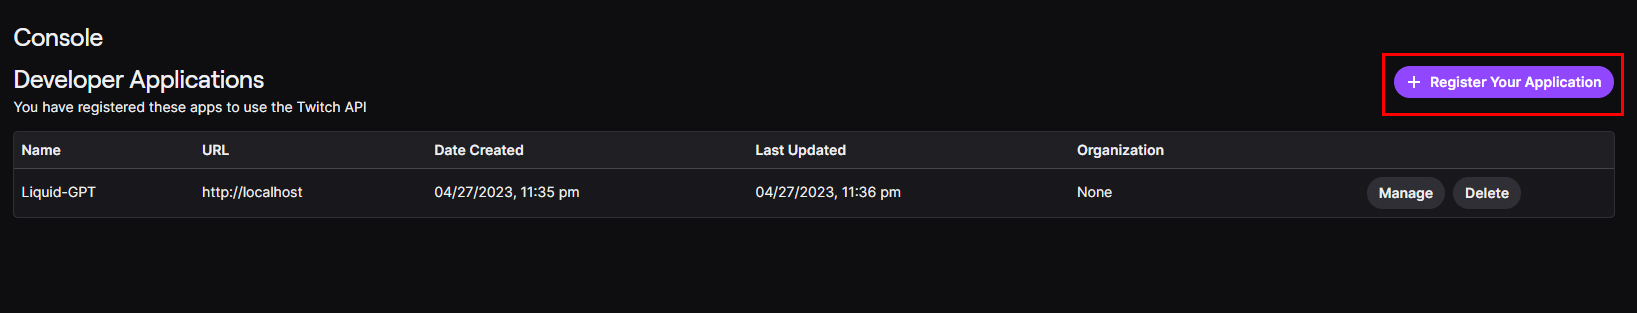 Console
Developer Applications
You have registered these apps to use the Twitch API
+ Register Your Application
Name URL Date Created Last Updated Organization
Liquid-GPT http://localhost 04/27/2023, 11:35 pm 04/27/2023, 11:36 pm None Manage Delete